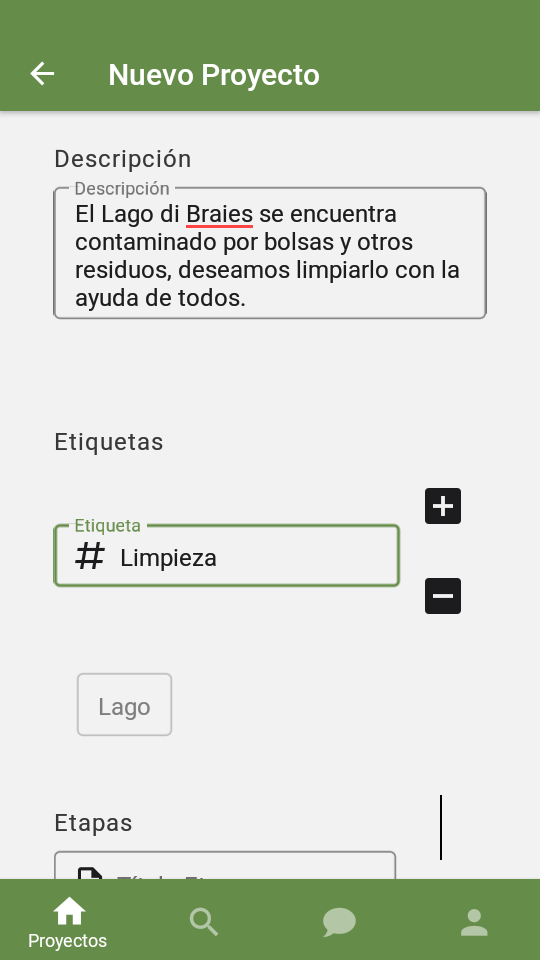 Nuevo Proyecto
Descripción
Descripción
El Lago di Braies se encuentra
contaminado por bolsas y otros
residuos, deseamos limpiarlo con la
ayuda de todos.
Etiquetas
Etiqueta
# Limpieza
Lago
Etapas
Proyectos